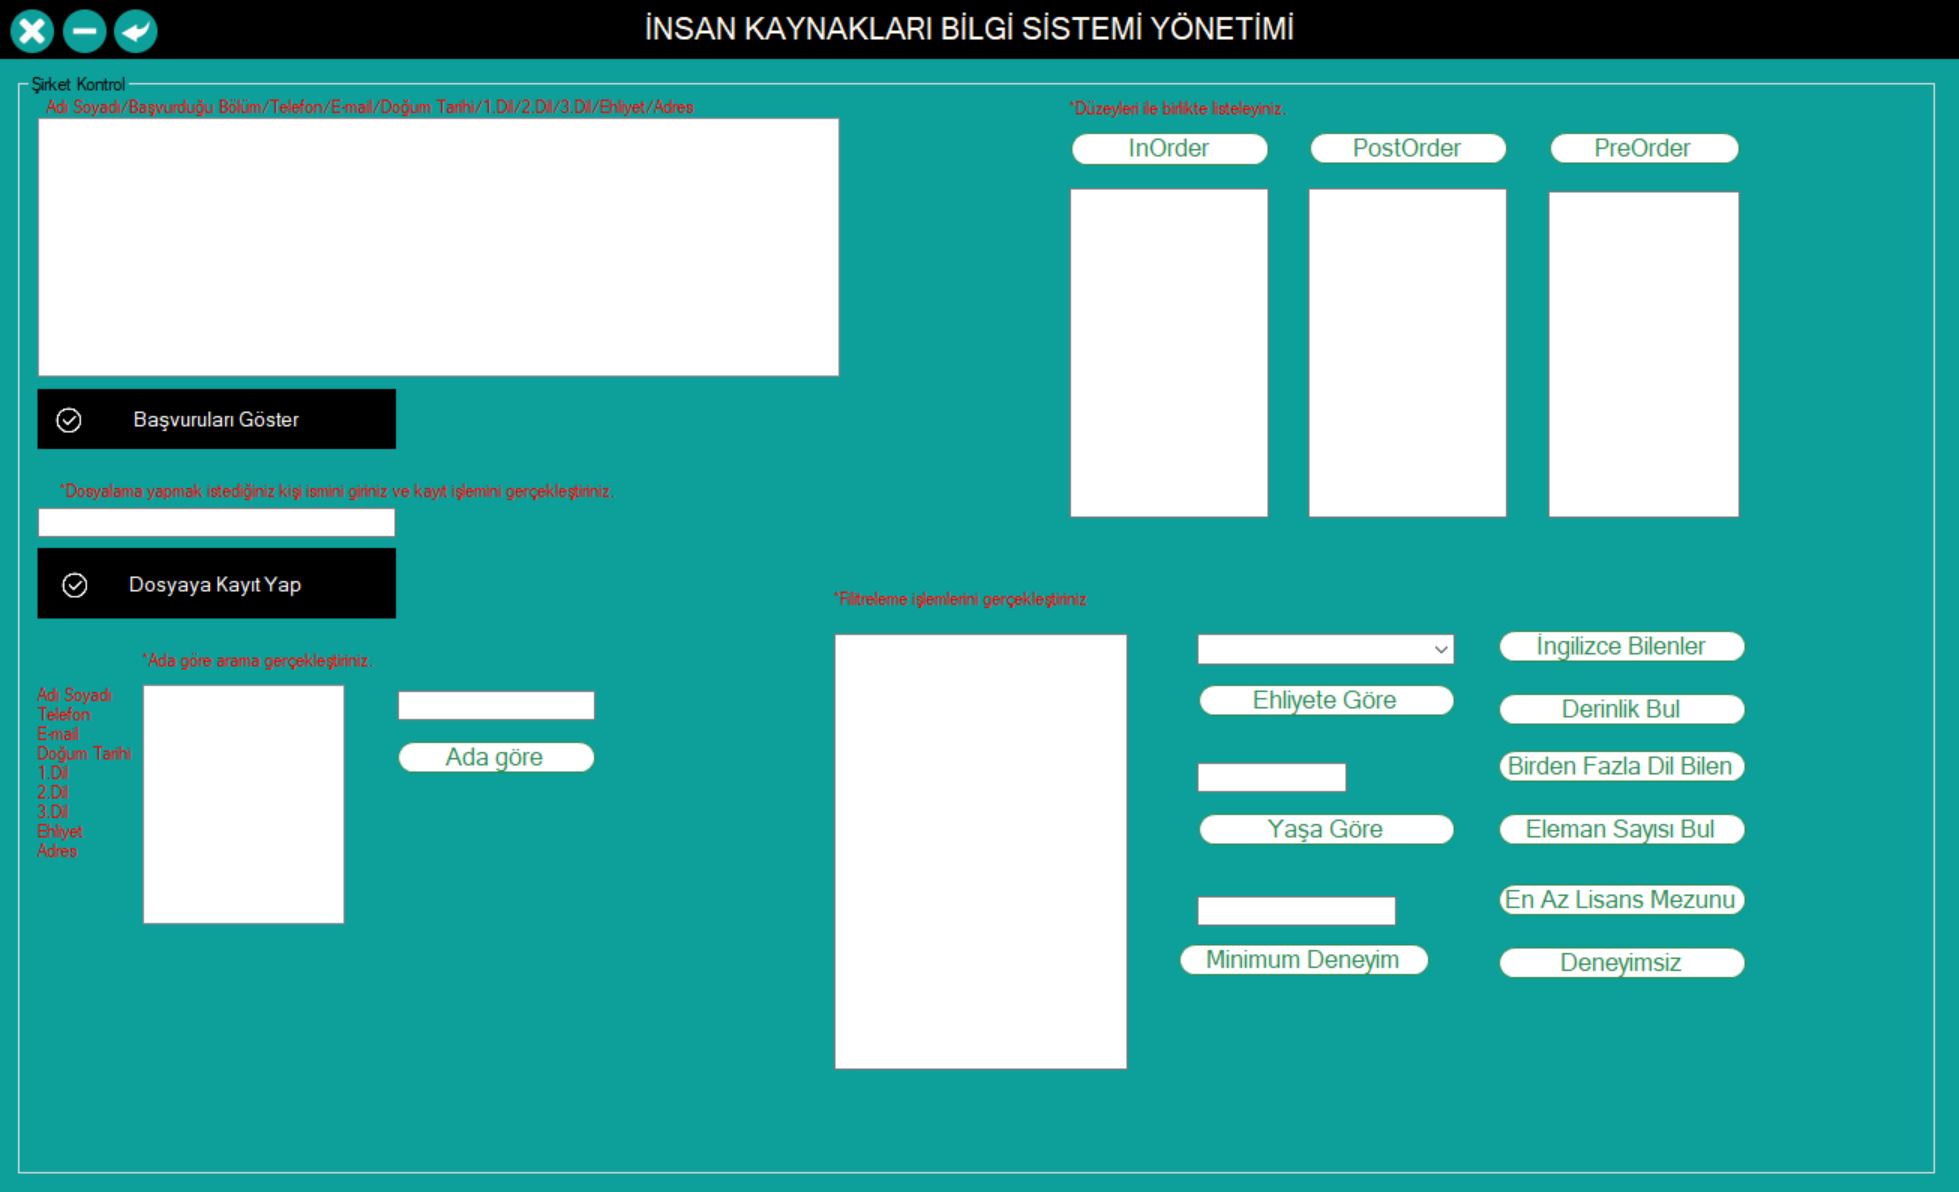 İNSAN KAYNAKLARI BİLGİ SİSTEMİ YÖNETİMİ
Şirket Kontrol
Adı Soyadı/Başvurduğu Bölüm/Telefon/E-mail/Doğum Tarihi/1.Dil/2.Dil/3.Dil/Ehliyet/Adres
*Düzeyleri ile birlikte listeleyiniz.
InOrder
PostOrder
PreOrder
Başvuruları Göster
*Dosyalama yapmak istediğiniz kişi ismini giriniz ve kayıt işlemini gerçekleştiriniz.
Dosyaya Kayıt Yap
*Ada göre arama gerçekleştiriniz.
Adı Soyadı
Telefon
E-mail
Doğum Tarihi
1.Dil
2.Dil
3.Dil
Ehliyet
Adres
Ada göre
*Filitreleme işlemlerini gerçekleştiriniz
Ehliyete Göre
Yaşa Göre
Minimum Deneyim
İngilizce Bilenler
Derinlik Bul
Birden Fazla Dil Bilen
Eleman Sayısı Bul
En Az Lisans Mezunu
Deneyimsiz